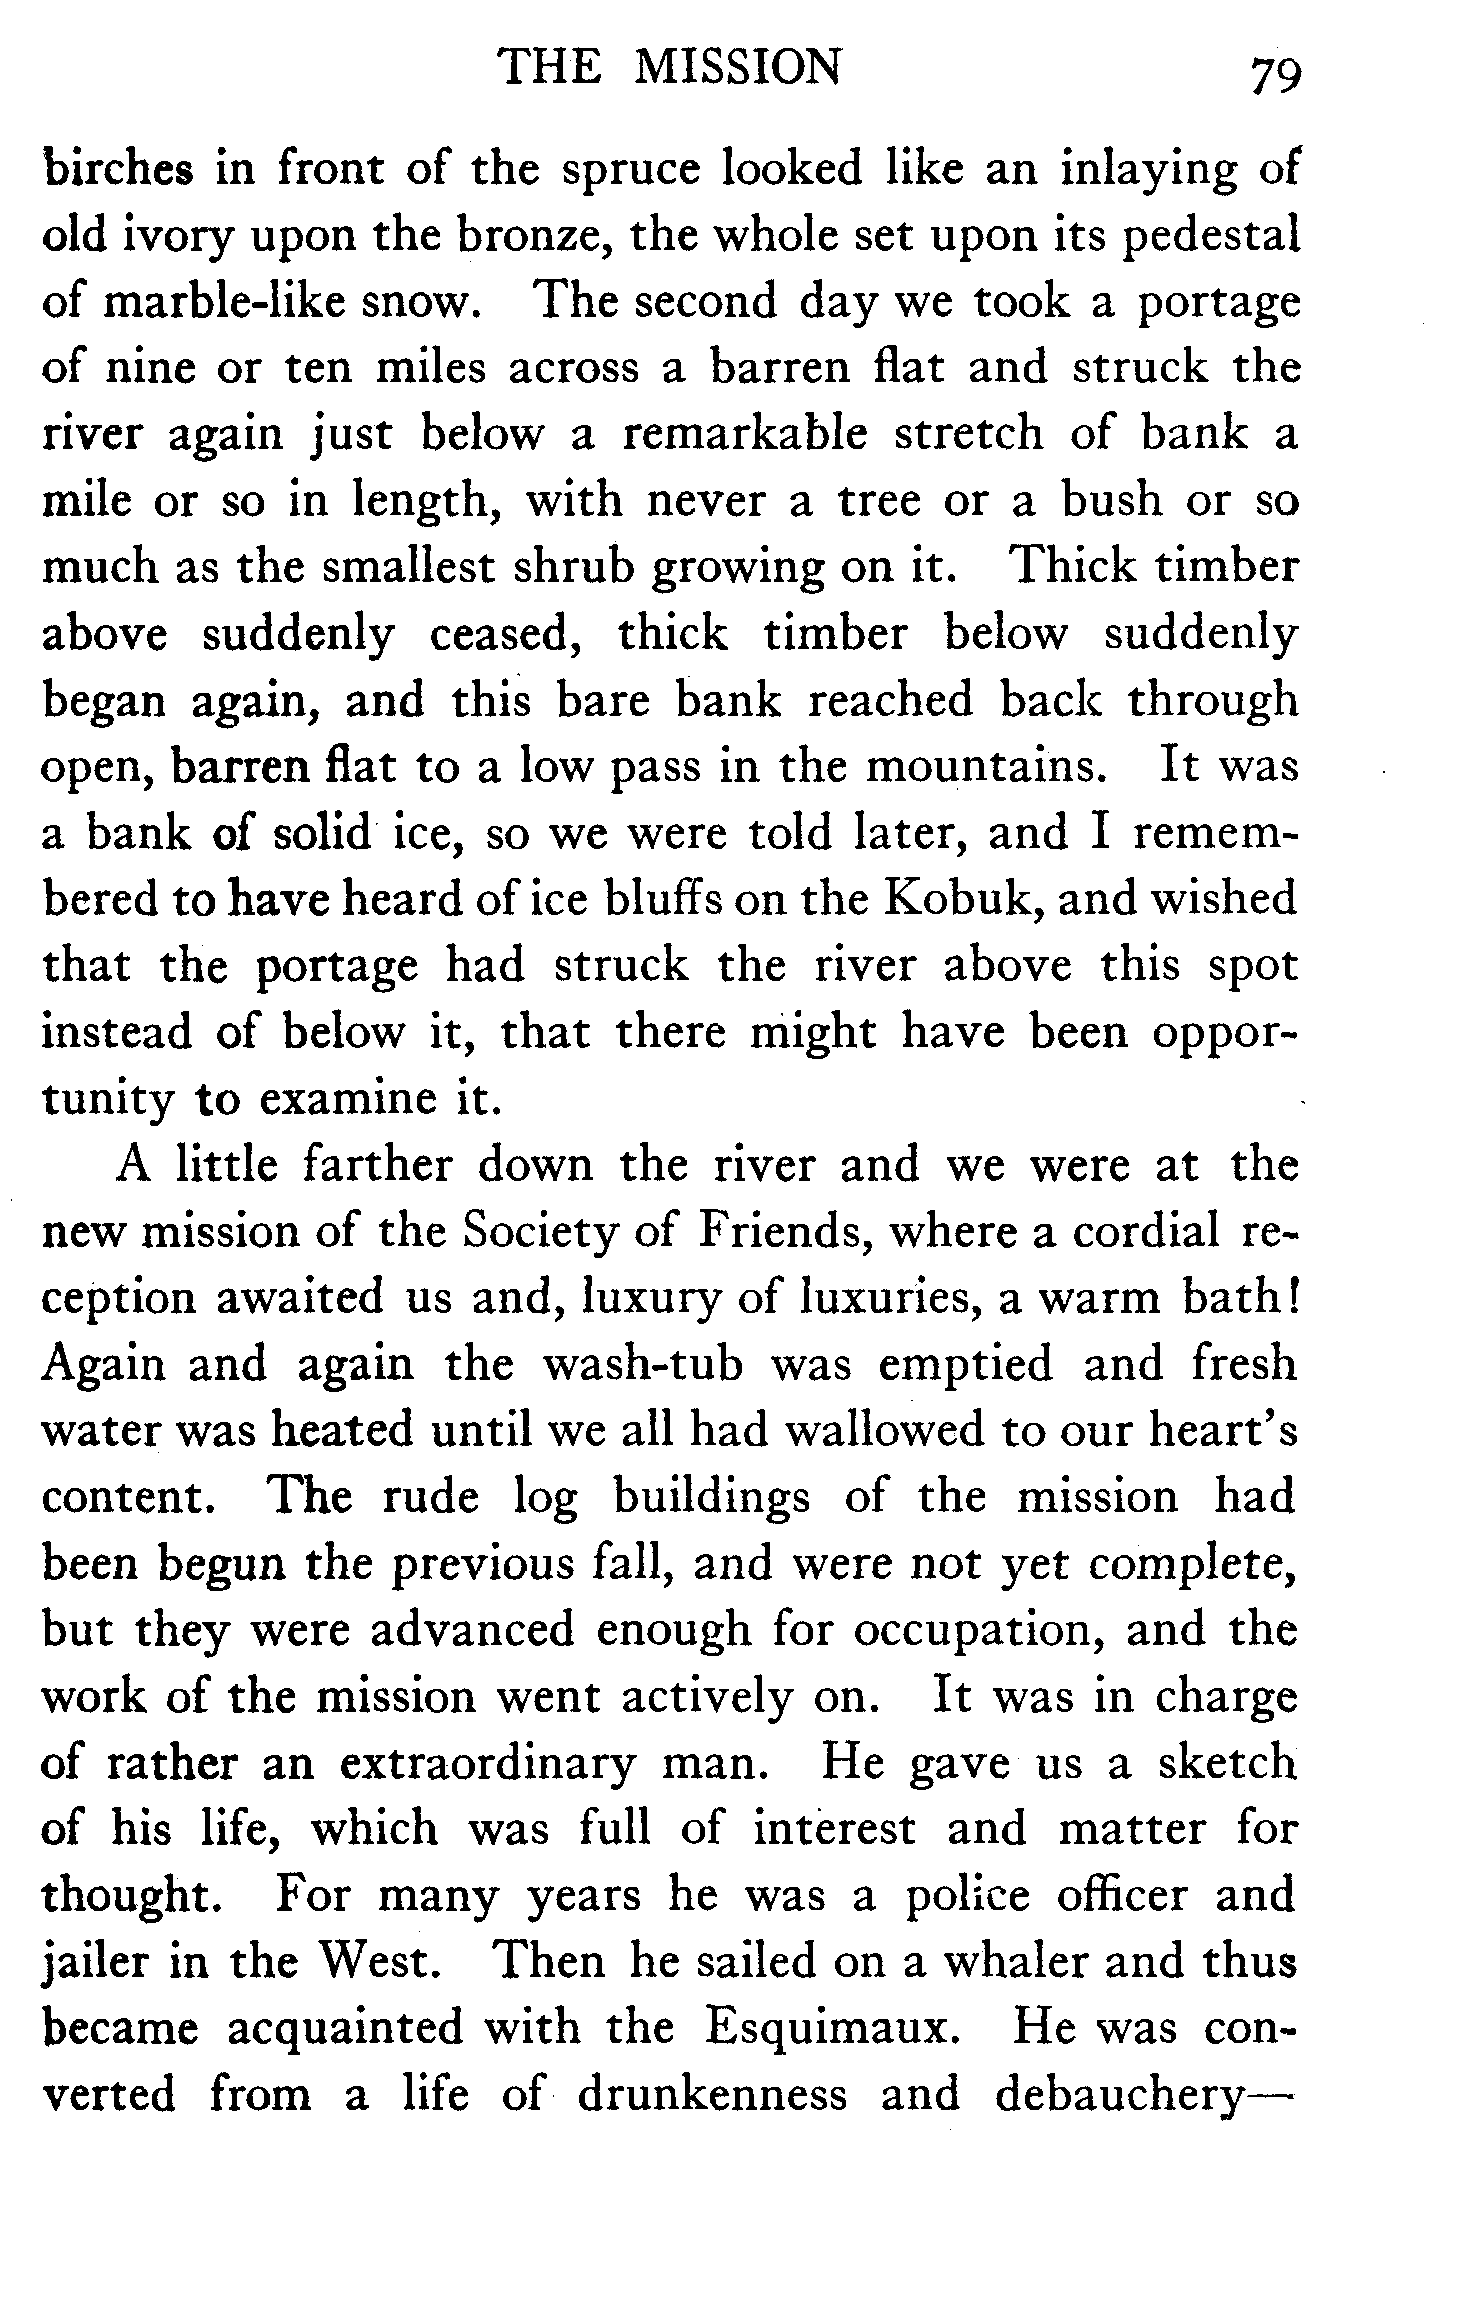 THE MISSION 79
birches in front of the spruce looked like an inlaying of
old ivory upon the bronze, the whole set upon its pedestal
of marble-like snow. The second day we took a portage
of nine or ten miles across a barren flat and struck the
river again just below a remarkable stretch of bank a
mile or so in length, with never a tree or a bush or so
much as the smallest shrub growing on it. Thick timber
above suddenly ceased, thick timber below suddenly
began again, and this bare bank reached back through
open, barren flat to a low pass in the mountains. It was
a bank of solid ice, so we were told later, and I remem-
bered to have heard of ice bluffs on the Kobuk, and wished
that the portage had struck the river above this spot
instead of below it, that there might have been oppor-
tunity to examine it.
A little farther down the river and we were at the
new mission of the Society of Friends, where a cordial re-
ception awaited us and, luxury of luxuries, a warm bath!
Again and again the wash-tub was emptied and fresh
water was heated until we all had wallowed to our heart's
content. The rude log buildings of the mission had
been begun the previous fall, and were not yet complete,
but they were advanced enough for occupation, and the
work of the mission went actively on. It was in charge
of rather an extraordinary man. He gave us a sketch
of his life, which was full of interest and matter for
thought. For many years he was a police officer and
jailer in the West. Then he sailed on a whaler and thus
became acquainted with the Esquimaux. He was con-
verted from a life of drunkenness and debauchery—